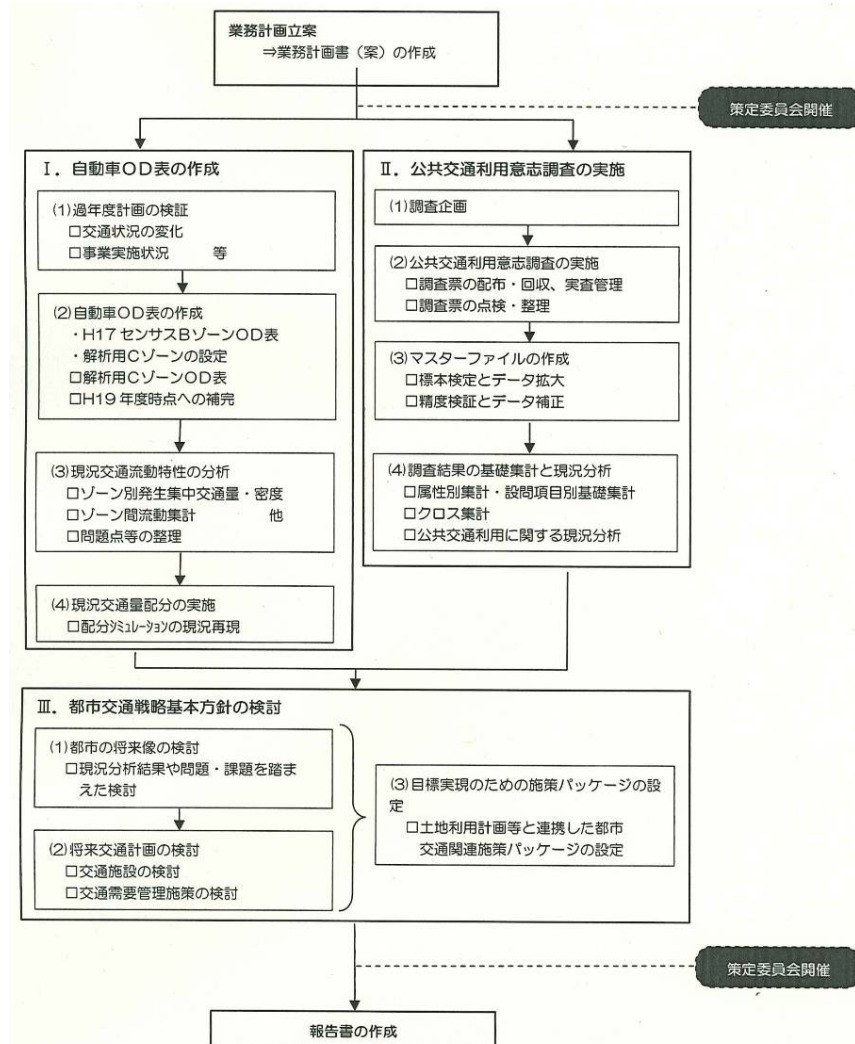 業務計画立案
⇒業務計画書（案）の作成
策定委員会開催
Ⅰ．自動車ＯＤ表の作成
(1)過年度計画の検証
□交通状況の変化
□事業実施状況　　等
(2)自動車ＯＤ表の作成
・Ｈ17センサスＢゾーンＯＤ表
・解析用Ｃゾーンの設定
□解析用ＣゾーンＯＤ表
□Ｈ19年度時点への補完
(3)現況交通流動特性の分析
□ゾーン別発生集中交通量・密度
□ゾーン間流動集計　　他
□問題点等の整理
(4)現況交通量配分の実施
□配分ｼﾐｭﾚｰｼｮﾝの現況再現
Ⅱ．公共交通利用意志調査の実施
(1)調査企画
(2)公共交通利用意志調査の実施
□調査票の配布・回収、実査管理
□調査票の点検・整理
(3)マスターファイルの作成
□標本検定とデータ拡大
□精度検証とデータ補正
(4)調査結果の基礎集計と現況分析
□属性別集計・設問項目別基礎集計
□クロス集計
□公共交通利用に関する現況分析
Ⅲ．都市交通戦略基本方針の検討
(1)都市の将来像の検討
□現況分析結果や問題・課題を踏ま
えた検討
(2)将来交通計画の検討
□交通施設の検討
□交通需要管理施策の検討
(3)目標実現のための施策パッケージの設
定
□土地利用計画等と連携した都市
交通関連施策パッケージの設定
策定委員会開催
報告書の作成